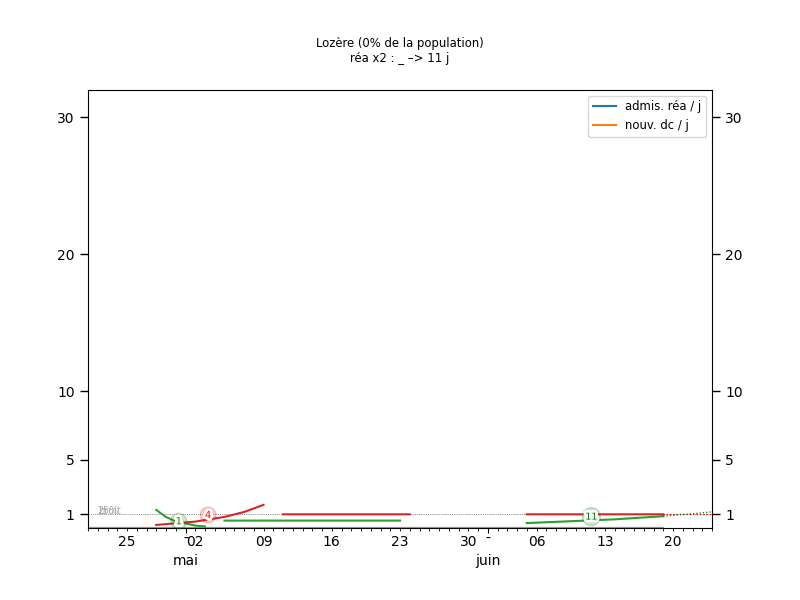 Lozère (0% de la population)
réa x2 : _ –> 11 j
admis. réa / j
nouv. dc / j
30 30
20 20
10 10
5 5
1 1
1 4 11
25 02 09 16 23 30 06 13 20
mai juin